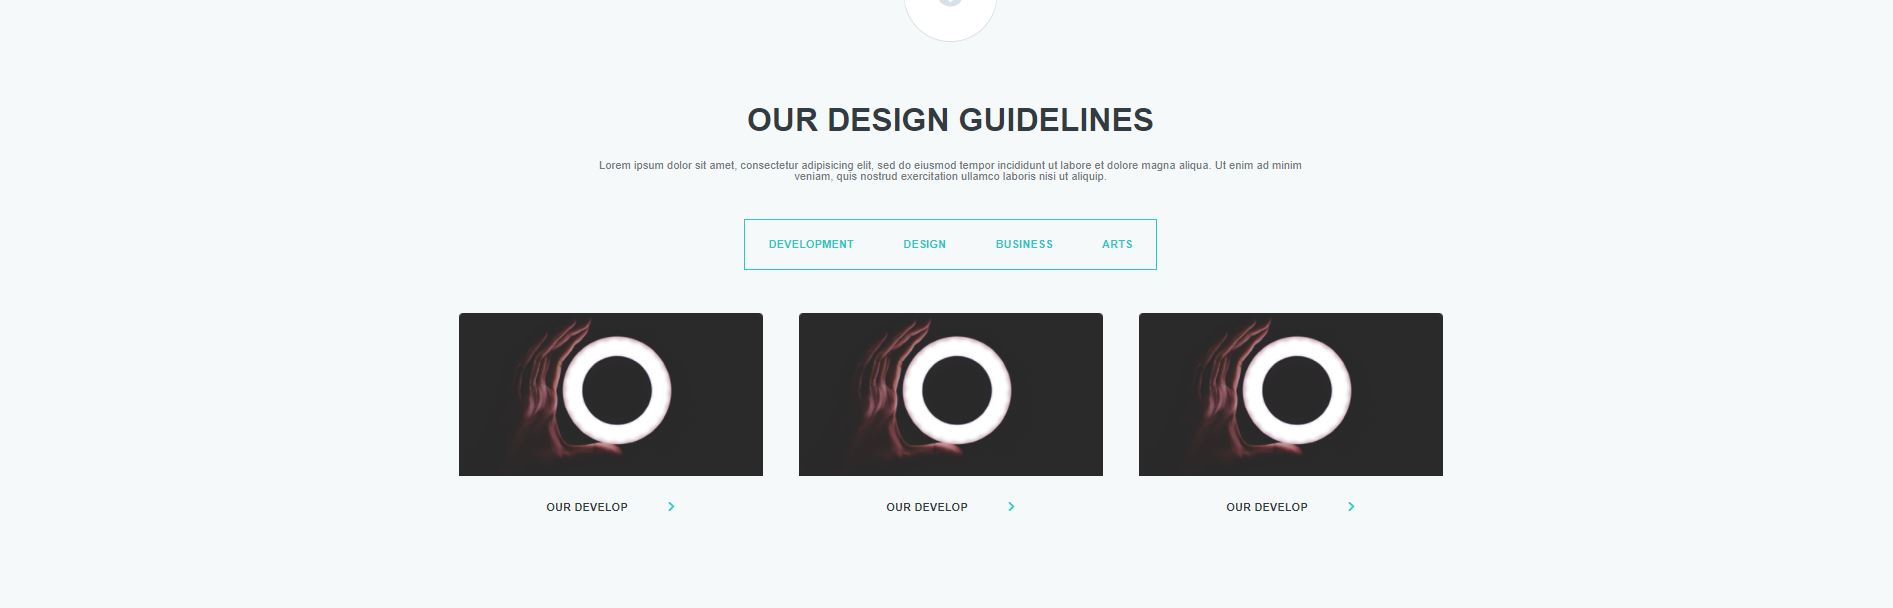 OUR DESIGN GUIDELINES
Lorem ipsum dolor sit amet, consectetur adipisicing elit, sed do eiusmod tempor incididunt ut labore et dolore magna aliqua. Ut enim ad minim
veniam, quis nostrud exercitation ullamco laboris nisi ut aliquip.
DEVELOPMENT DESIGN BUSINESS ARTS
OUR DEVELOP OUR DEVELOP OUR DEVELOP